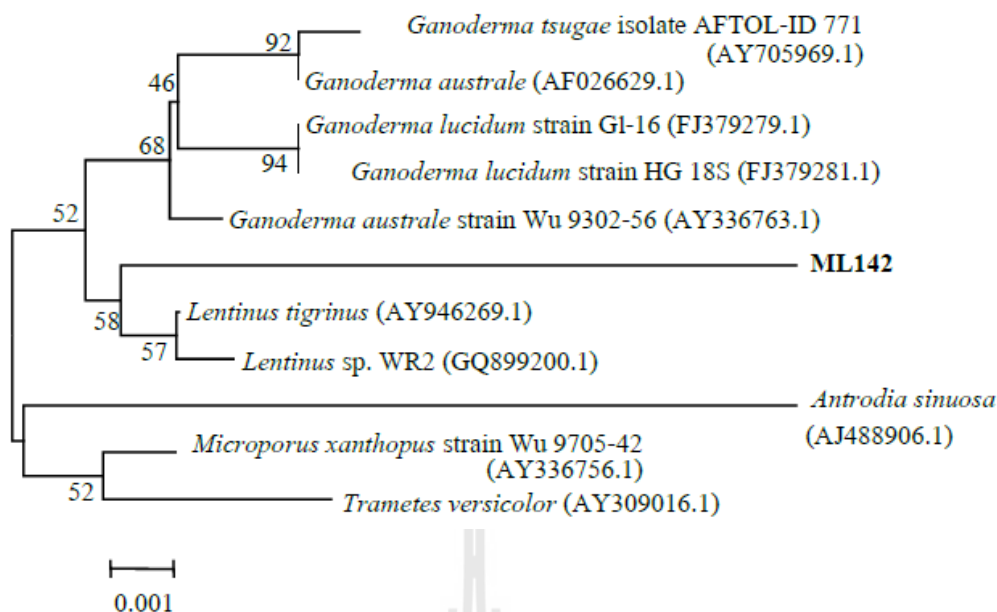 Ganoderma tsugae isolate AFTOL-ID 771
(AY705969.1)
92
Ganoderma australe (AF026629.1)
46
Ganoderma lucidum strain Gl-16 (FJ379279.1)
68
94
Ganoderma lucidum strain HG 18S (FJ379281.1)
52
Ganoderma australe strain Wu 9302-56 (AY336763.1)
ML142
Lentinus tigrinus (AY946269.1)
58
57
Lentinus sp. WR2 (GQ899200.1)
Antrodia sinuosa
(AJ488906.1)
Microporus xanthopus strain Wu 9705-42
(AY336756.1)
52
Trametes versicolor (AY309016.1)
0.001